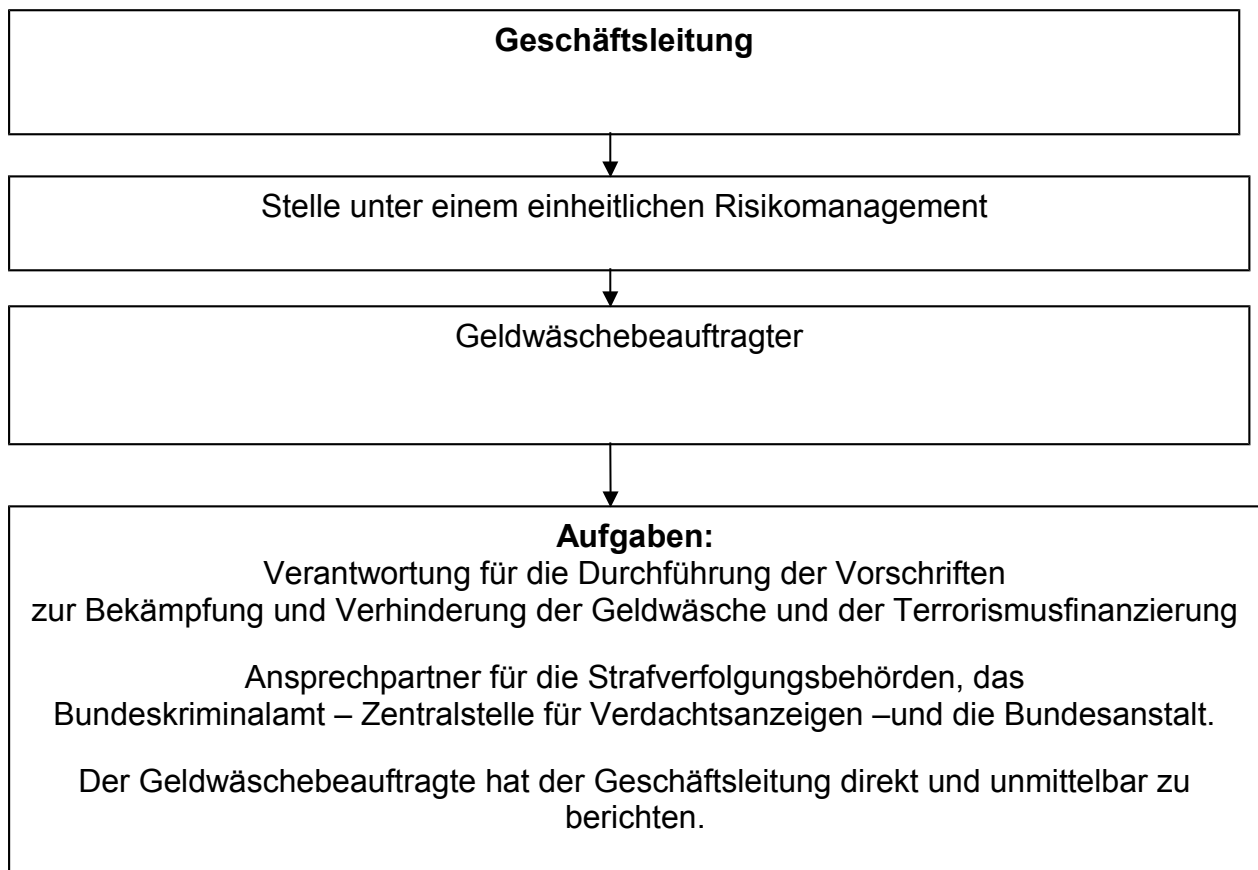 Geschäftsleitung
Stelle unter einem einheitlichen Risikomanagement
Geldwäschebeauftragter
Aufgaben:
Verantwortung für die Durchführung der Vorschriften
zur Bekämpfung und Verhinderung der Geldwäsche und der Terrorismusfinanzierung
Ansprechpartner für die Strafverfolgungsbehörden, das
Bundeskriminalamt – Zentralstelle für Verdachtsanzeigen –und die Bundesanstalt.
Der Geldwäschebeauftragte hat der Geschäftsleitung direkt und unmittelbar zu
berichten.